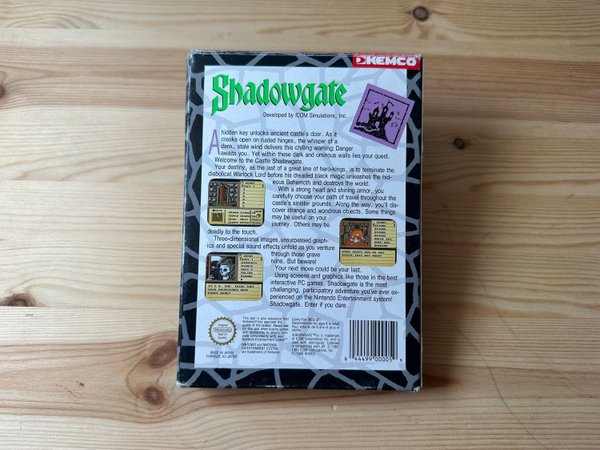 KEMCO
Shadowgate
Developed by ICOM Simulations, Inc.
A hidden key unlocks ancient castle's door. As it
creaks open on rusted hinges, the whisper of a
dank, stale wind delivers this chilling warning: Danger
awaits you. Yet within these dark and ominous walls lies your quest.
Welcome to the Castle Shadowgate.
Your destiny, as the last of a great line of hero-kings, is to terminate the
diabolical Warlock Lord before his dreaded black magic unleashes the hid-
eous Behemoth and destroys the world.
With a strong heart and shining armor, you
carefully choose your path of travel throughout the
castle's sinister grounds. Along the way, you'll dis-
cover strange and wondrous objects. Some things
may be useful on your
journey. Others may be
deadly to the touch.
Three-dimensional images, unsurpassed graph-
ics and special sound effects unfold as you venture
through those grave
ruins. But beware!
Your next move could be your last.
Using screens and graphics like those in the best
interactive PC games, Shadowgate is the most
challenging, participatory adventure you've ever ex-
perienced on the Nintendo Entertainment System!
Shadowgate. Enter if you dare.
MADE IN JAPAN
FABRIQUE AU JAPON
0 44499 00005